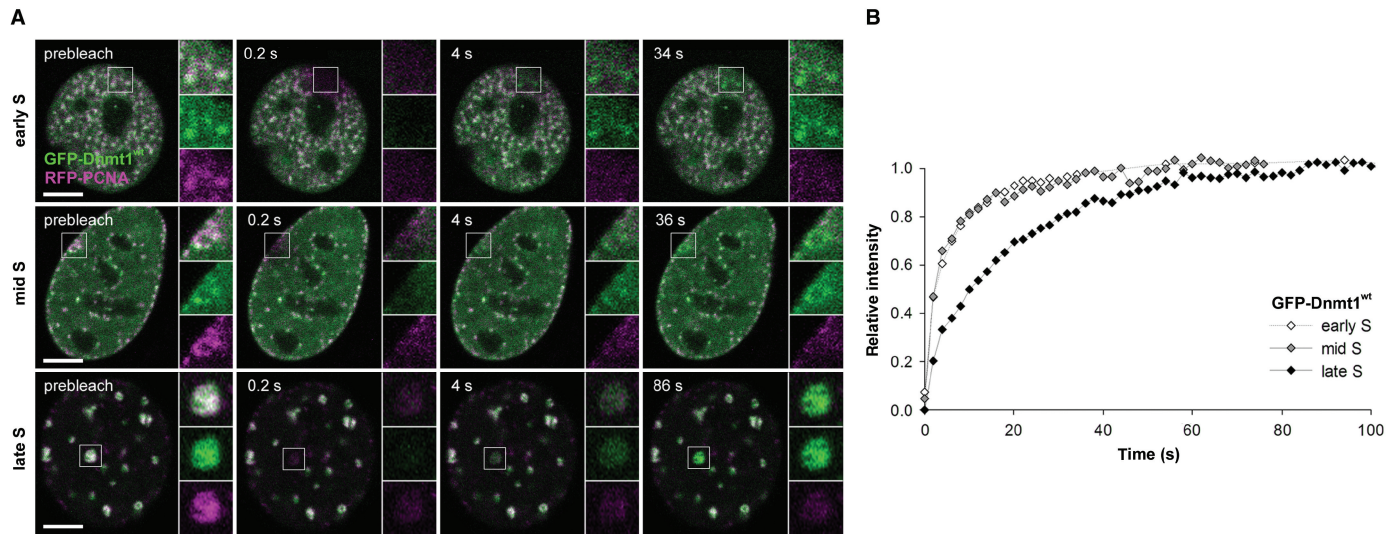 A
prebleach
0.2 s
4 s
34 s
early S
GFP-Dnmt1wt
RFP-PCNA
prebleach
0.2 s
4 s
36 s
mid S
prebleach
0.2 s
4 s
86 s
late S
B
1.0
0.8
0.6
0.4
0.2
0.0
Relative intensity
0
20
40
60
80
100
Time (s)
GFP-Dnmt1wt
early S
mid S
late S